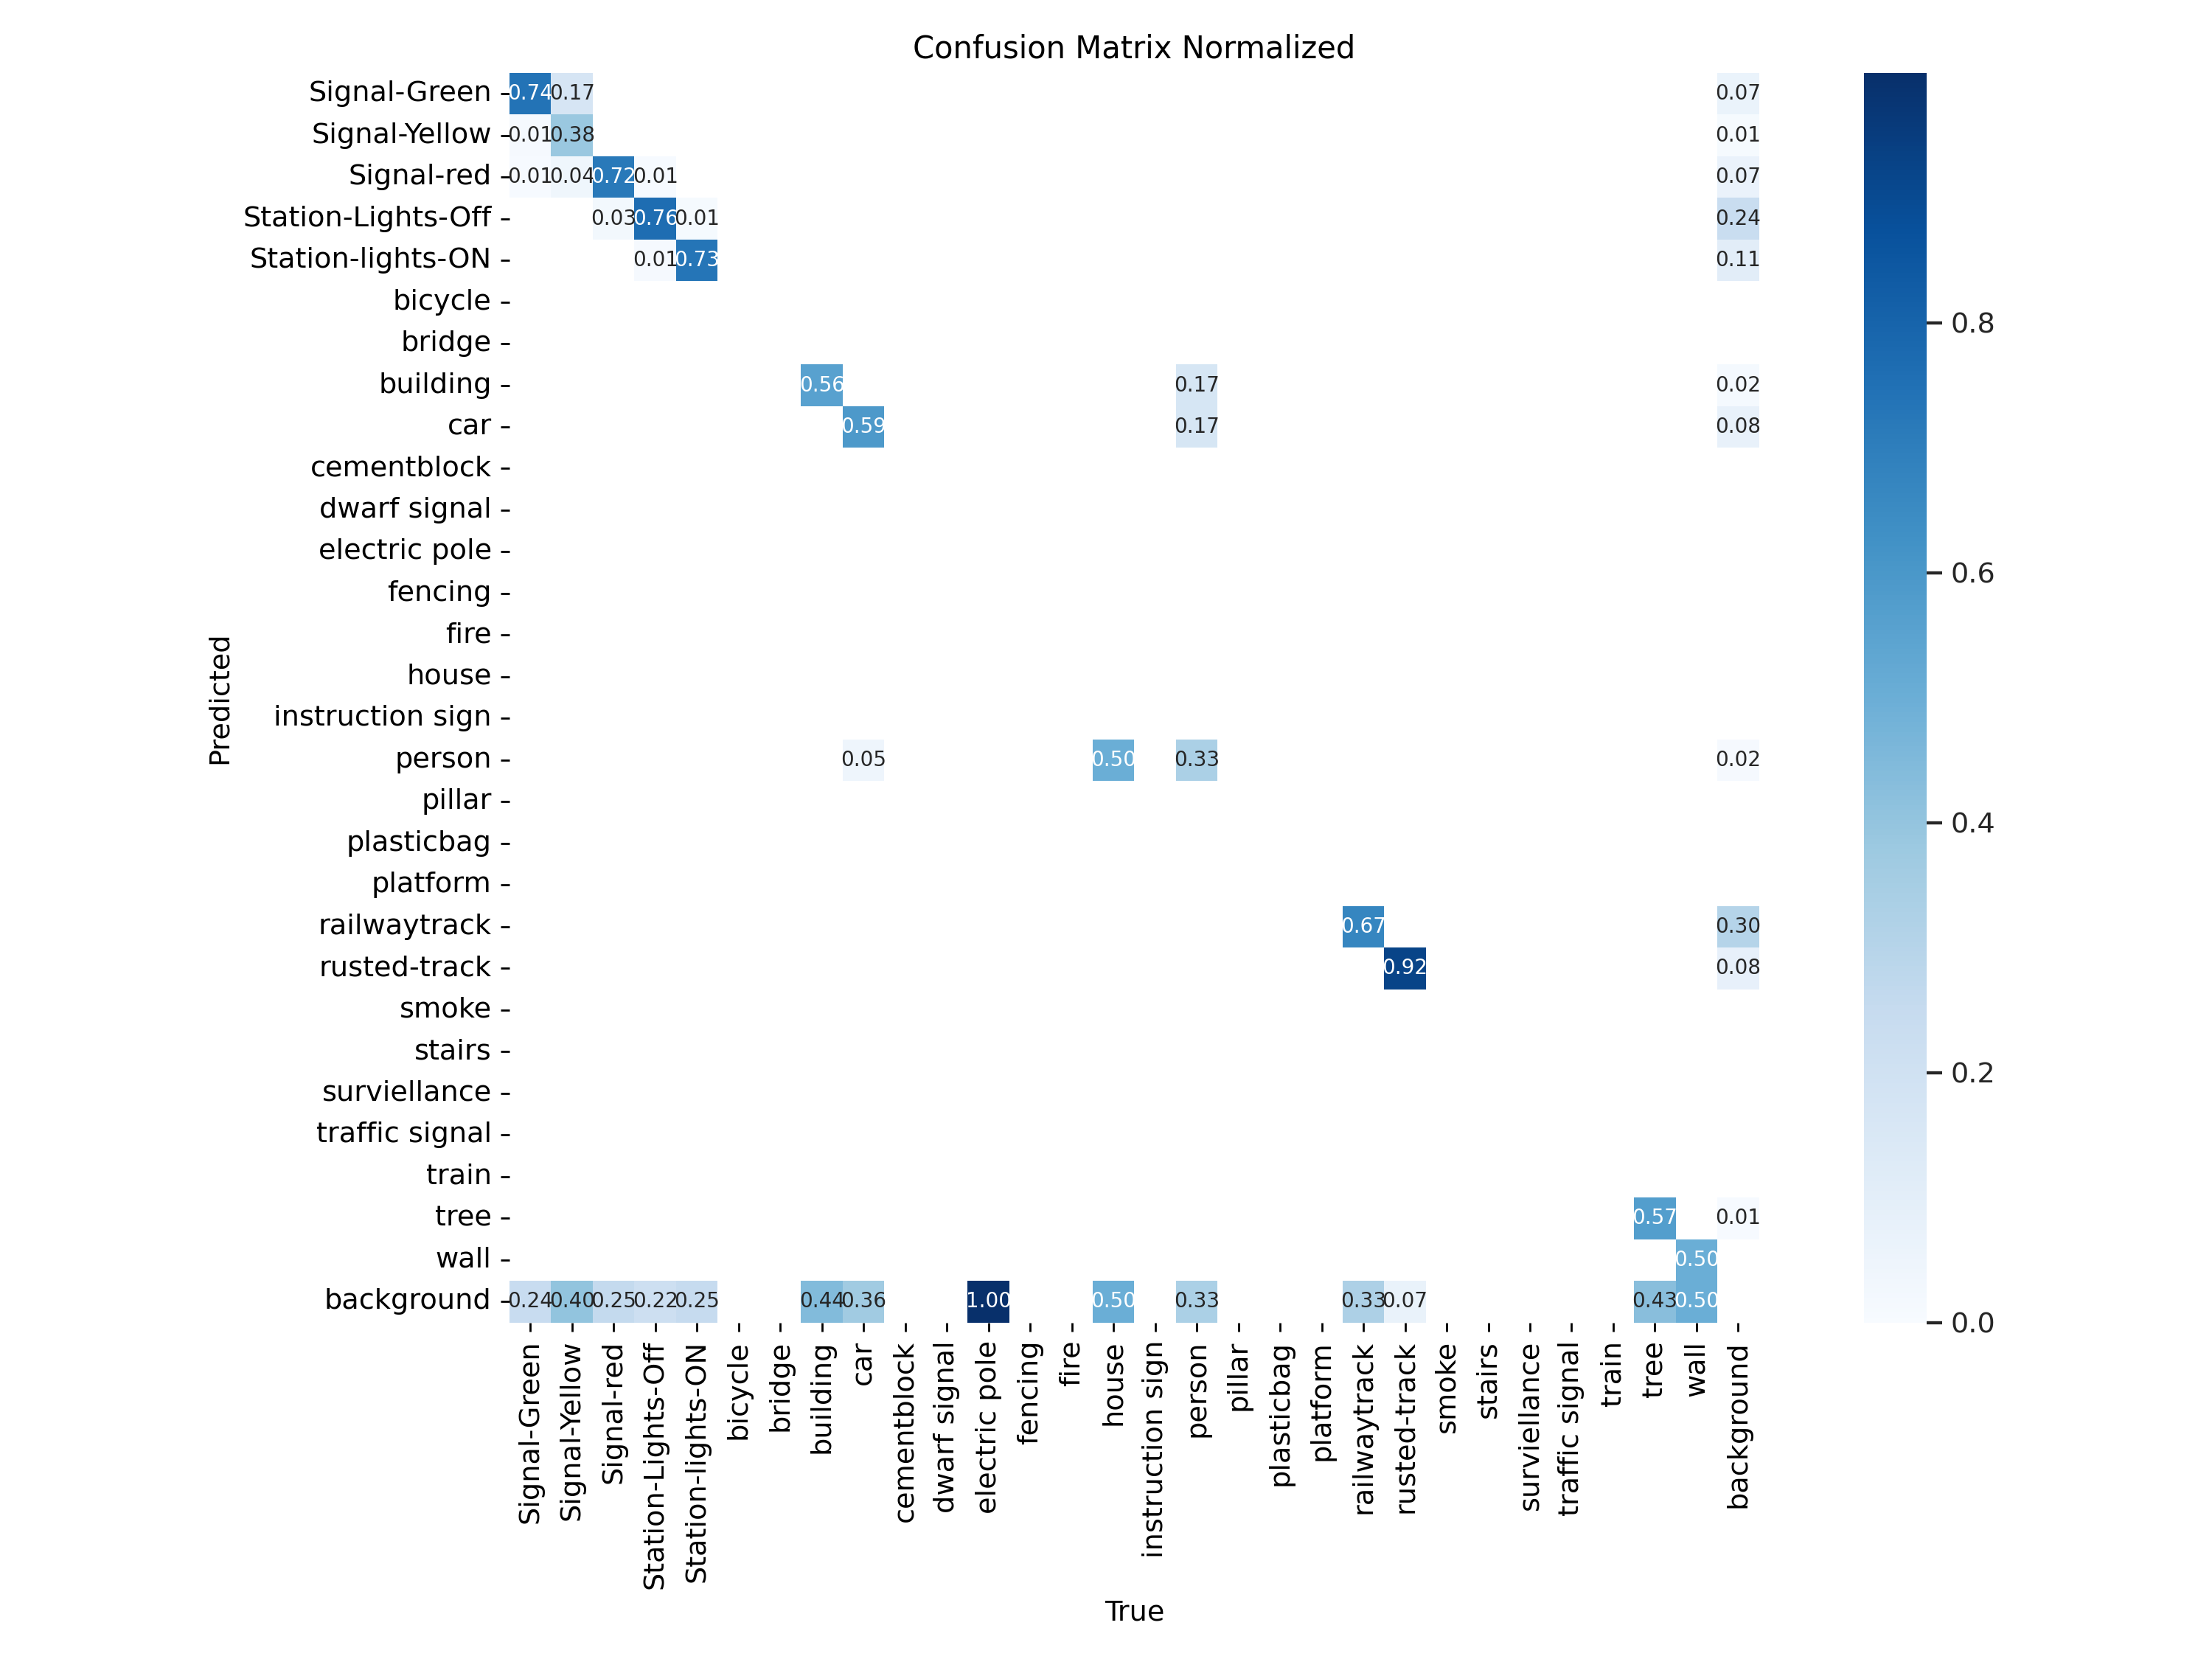 Confusion Matrix Normalized
Signal-Green 0.74 0.17 0.07
Signal-Yellow 0.01 0.38 0.01
Signal-red 0.01 0.04 0.72 0.01 0.07
Station-Lights-Off 0.03 0.76 0.01 0.24
Station-lights-ON 0.01 0.73 0.11
bicycle
bridge
building 0.56 0.17 0.02
car 0.59 0.17 0.08
cementblock
dwarf signal
electric pole
fencing
fire
house
instruction sign
person 0.05 0.50 0.33 0.02
pillar
plasticbag
platform
railwaytrack 0.67 0.30
rusted-track 0.92 0.08
smoke
stairs
surviellance
traffic signal
train
tree 0.57 0.01
wall 0.50
background 0.24 0.40 0.25 0.22 0.25 0.44 0.36 1.00 0.50 0.33 0.33 0.07 0.43 0.50
Predicted
Signal-Green
Signal-Yellow
Signal-red
Station-Lights-Off
Station-lights-ON
bicycle
bridge
building
car
cementblock
dwarf signal
electric pole
fencing
fire
house
instruction sign
person
pillar
plasticbag
platform
railwaytrack
rusted-track
smoke
stairs
surviellance
traffic signal
train
tree
wall
background
True
0.8
0.6
0.4
0.2
0.0